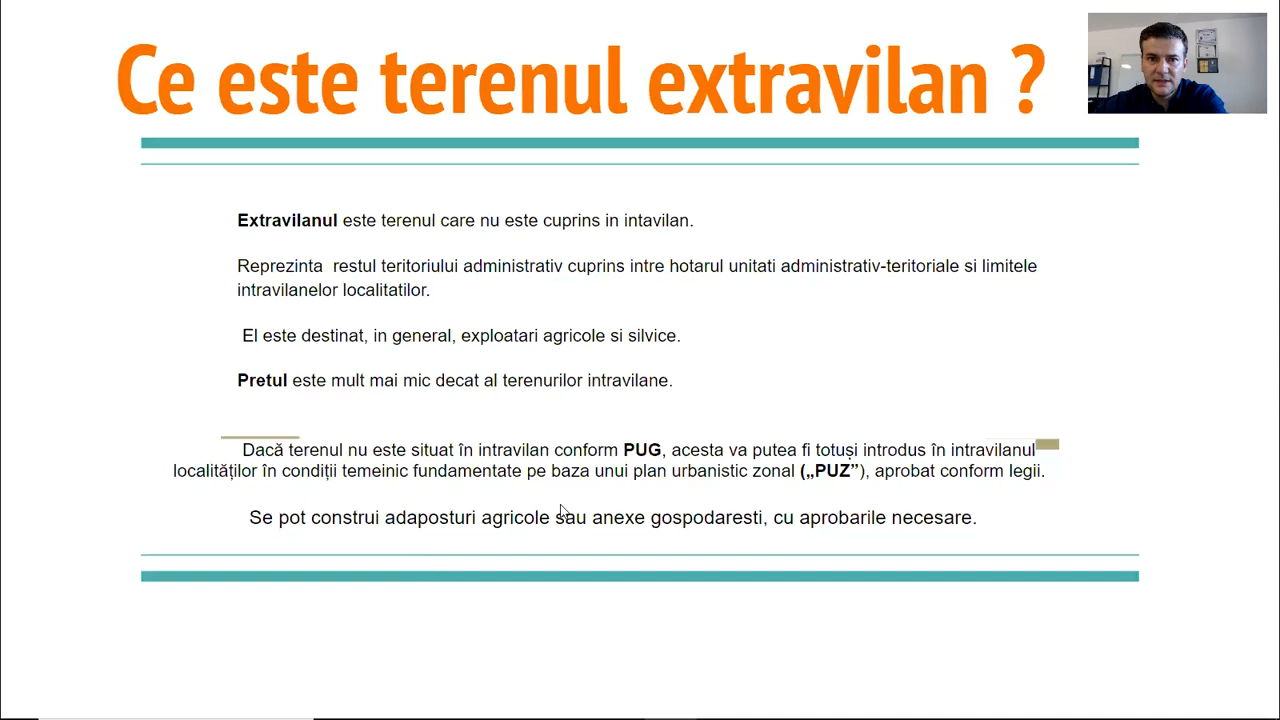 Ce este terenul extravilan ?
Extravilanul este terenul care nu este cuprins in intavilan.
Reprezinta restul teritoriului administrativ cuprins intre hotarul unitati administrativ-teritoriale si limitele
intravilanelor localitatilor.
El este destinat, in general, exploatari agricole si silvice.
Pretul este mult mai mic decat al terenurilor intravilane.
Dacă terenul nu este situat în intravilan conform PUG, acesta va putea fi totuși introdus în intravilanul
localităților în condiții temeinic fundamentate pe baza unui plan urbanistic zonal („PUZ”), aprobat conform legii.
Se pot construi adaposturi agricole sau anexe gospodaresti, cu aprobarile necesare.